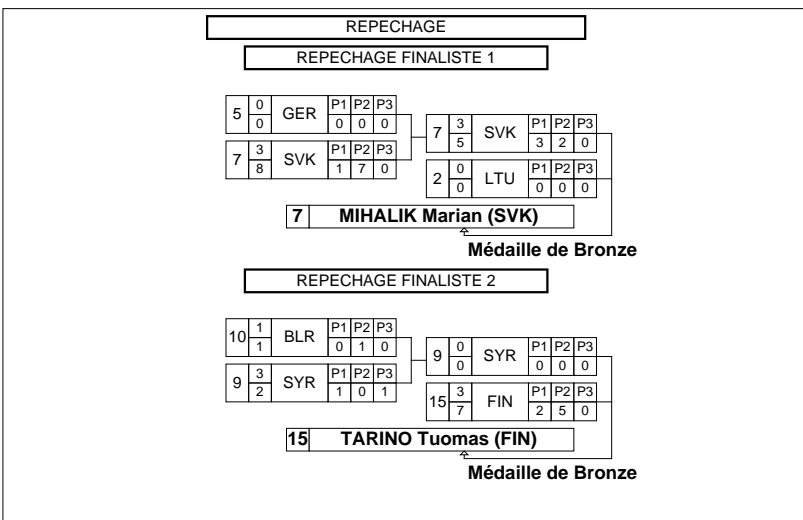 REPECHAGE
REPECHAGE FINALISTE 1
5 0 0 GER P1 P2 P3 0 0 0
7 3 8 SVK P1 P2 P3 1 7 0
7 3 5 SVK P1 P2 P3 3 2 0
2 0 0 LTU P1 P2 P3 0 0 0
7 MIHALIK Marian (SVK)
Médaille de Bronze
REPECHAGE FINALISTE 2
10 1 1 BLR P1 P2 P3 0 1 0
9 3 2 SYR P1 P2 P3 1 0 1
9 0 0 SYR P1 P2 P3 0 0 0
15 3 7 FIN P1 P2 P3 2 5 0
15 TARINO Tuomas (FIN)
Médaille de Bronze